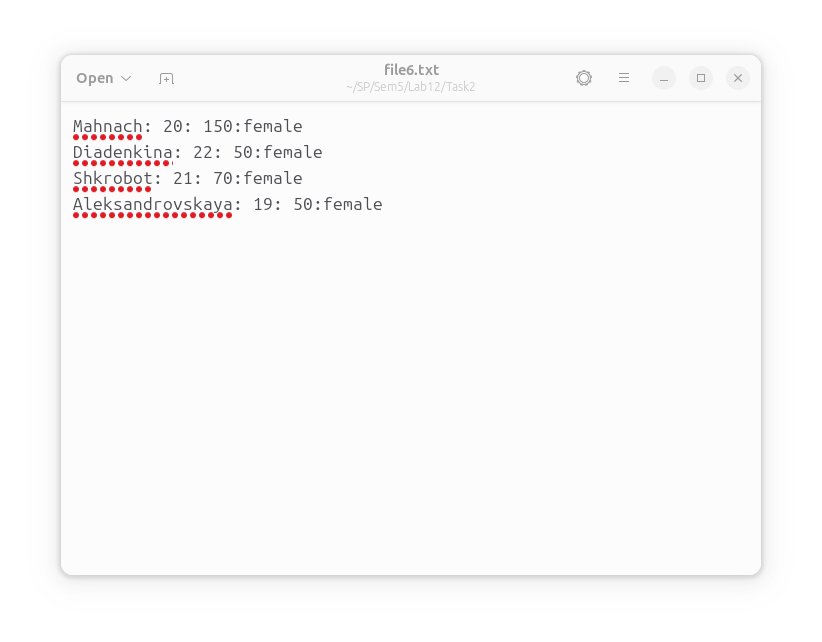 Open
file6.txt
~/SP/Sem5/Lab12/Task2
Mahnach: 20: 150:female
Diadenkina: 22: 50:female
Shkrobot: 21: 70:female
Aleksandrovskaya: 19: 50:female